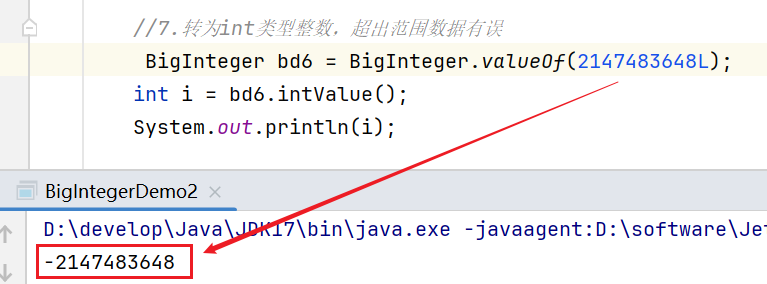 //7.转为int类型整数，超出范围数据有误
BigInteger bd6 = BigInteger.valueOf(2147483648L);
int i = bd6.intValue();
System.out.println(i);
BigIntegerDemo2 ×
D:\develop\Java\JDK17\bin\java.exe -javaagent:D:\software\Jet
-2147483648